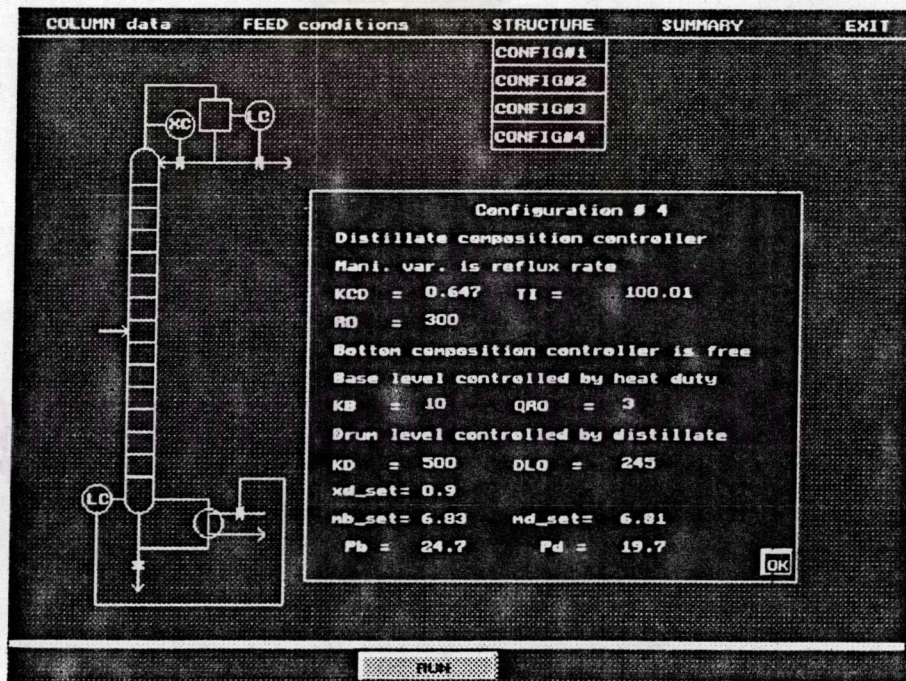 COLUMN data FEED conditions STRUCTURE SUMMARY EXIT
CONFIG#1
CONFIG#2
CONFIG#3
CONFIG#4
XC LC
Configuration # 4
Distillate composition controller
Mani. var. is reflux rate
KCD = 0.647 TI = 100.01
RO = 300
Bottom composition controller is free
Base level controlled by heat duty
KB = 10 QRO = 3
Drum level controlled by distillate
KD = 500 DLO = 245
xd_set= 0.9
mb_set= 6.83 md_set= 6.81
Pb = 24.7 Pd = 19.7
OK
LC
RUN